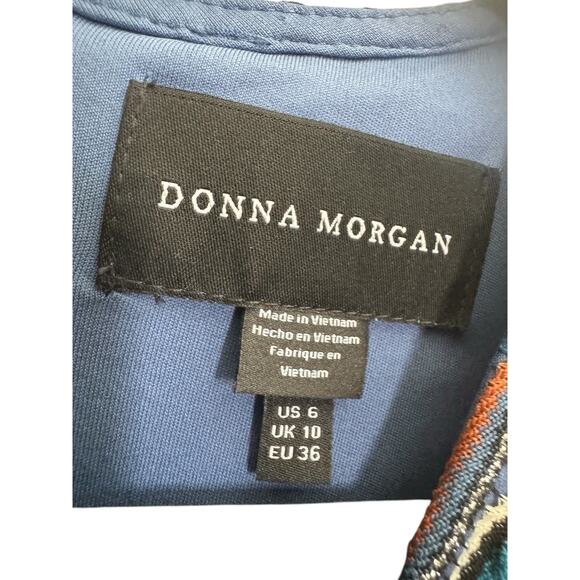 DONNA MORGAN
Made in Vietnam
Hecho en Vietnam
Fabrique en
Vietnam
US 6
UK 10
EU 36